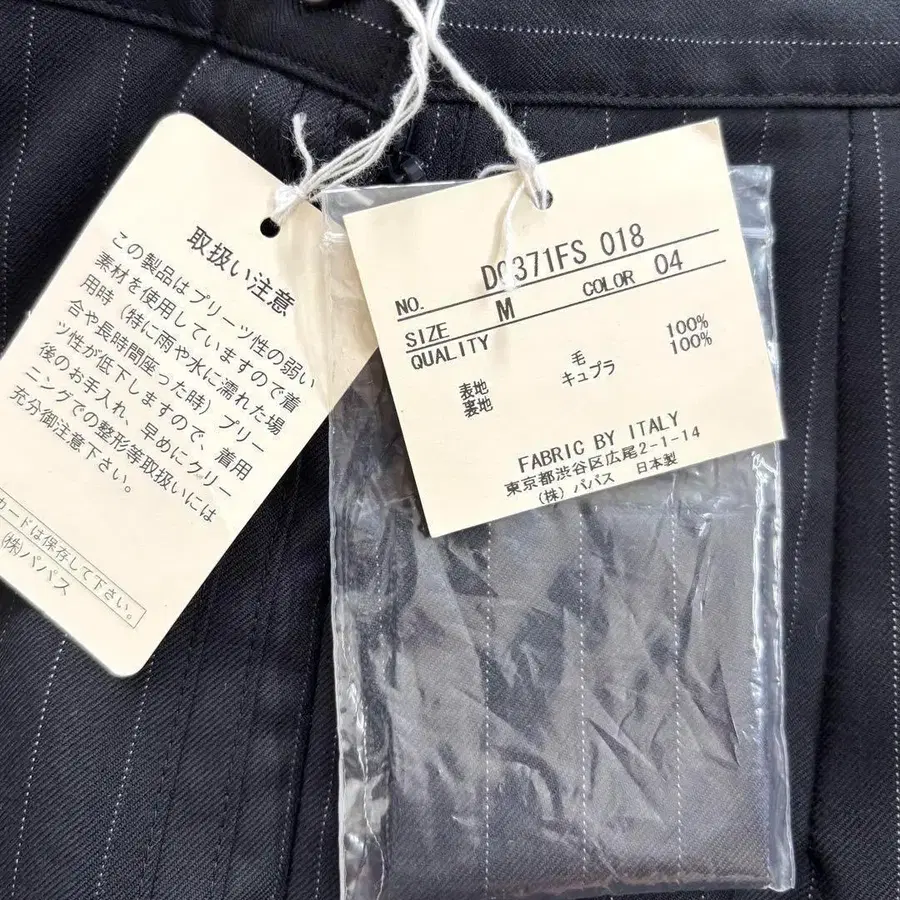 取扱い注意
この製品はプリーツ性の弱い
素材を使用していますので着
用時(特に雨や水に濡れた場
合や長時間座った時)プリー
ツ性が低下しますので、着用
後のお手入れ、早めにクリー
ニングでの整形等取扱いには
充分御注意下さい。
カードは保存して下さい。
(株)パパス
NO. 371FS 018
SIZE M COLOR 04
QUALITY
表地 毛 100%
裏地 キュプラ 100%
FABRIC BY ITALY
東京都渋谷区広尾2-1-14
(株) パパス 日本製